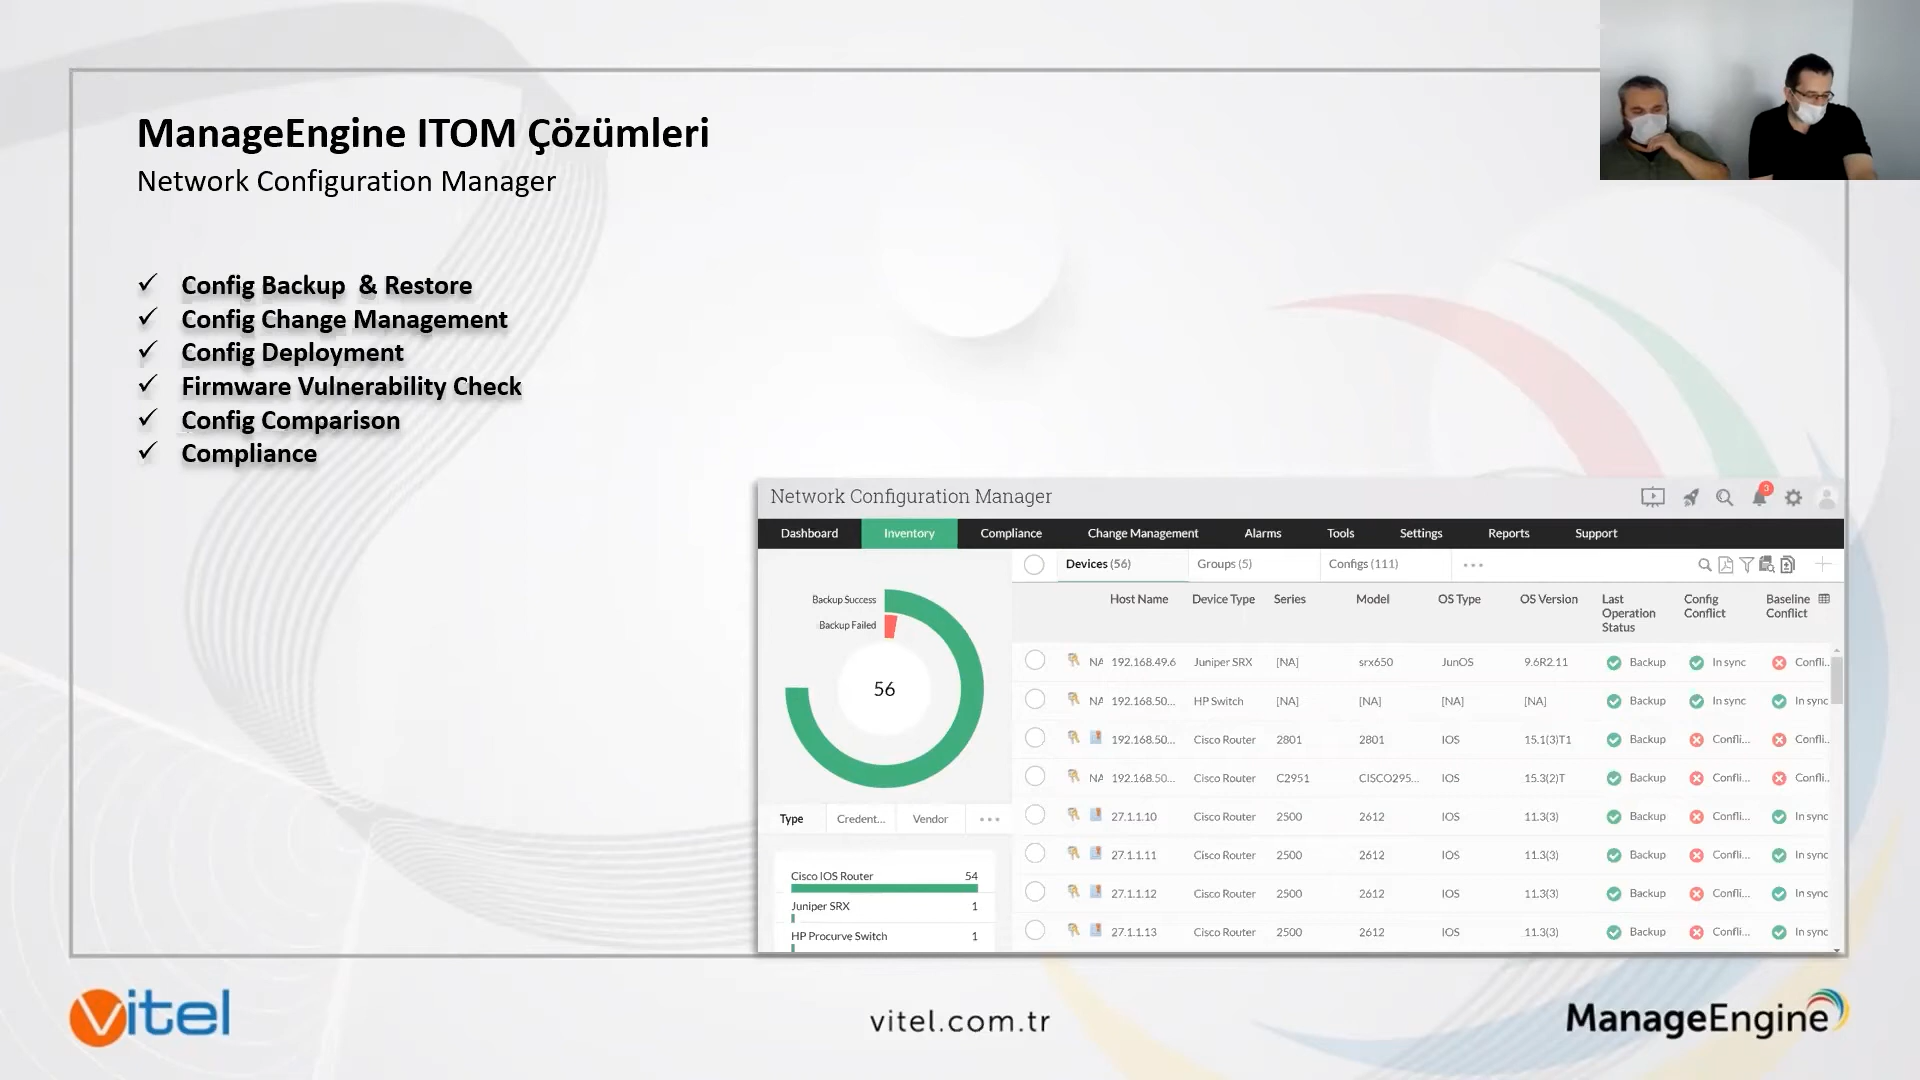 ManageEngine ITOM Çözümleri
Network Configuration Manager
✓ Config Backup & Restore
✓ Config Change Management
✓ Config Deployment
✓ Firmware Vulnerability Check
✓ Config Comparison
✓ Compliance
Network Configuration Manager
3
Dashboard Inventory Compliance Change Management Alarms Tools Settings Reports Support
Devices (56) Groups (5) Configs (111)
Backup Success
Backup Failed
56
Type Credent... Vendor
Cisco IOS Router 54
Juniper SRX 1
HP Procurve Switch 1
Host Name Device Type Series Model OS Type OS Version Last Operation Status Config Conflict Baseline Conflict
NA 192.168.49.6 Juniper SRX [NA] srx650 JunOS 9.6R2.11 Backup In sync Confli..
NA 192.168.50... HP Switch [NA] [NA] [NA] [NA] Backup In sync In sync
192.168.50... Cisco Router 2801 2801 IOS 15.1(3)T1 Backup Confli... Confli..
NA 192.168.50... Cisco Router C2951 CISCO295... IOS 15.3(2)T Backup Confli... Confli..
27.1.1.10 Cisco Router 2500 2612 IOS 11.3(3) Backup Confli... In sync
27.1.1.11 Cisco Router 2500 2612 IOS 11.3(3) Backup Confli... In sync
27.1.1.12 Cisco Router 2500 2612 IOS 11.3(3) Backup Confli... In sync
27.1.1.13 Cisco Router 2500 2612 IOS 11.3(3) Backup Confli... In sync
vitel
vitel.com.tr
ManageEngine